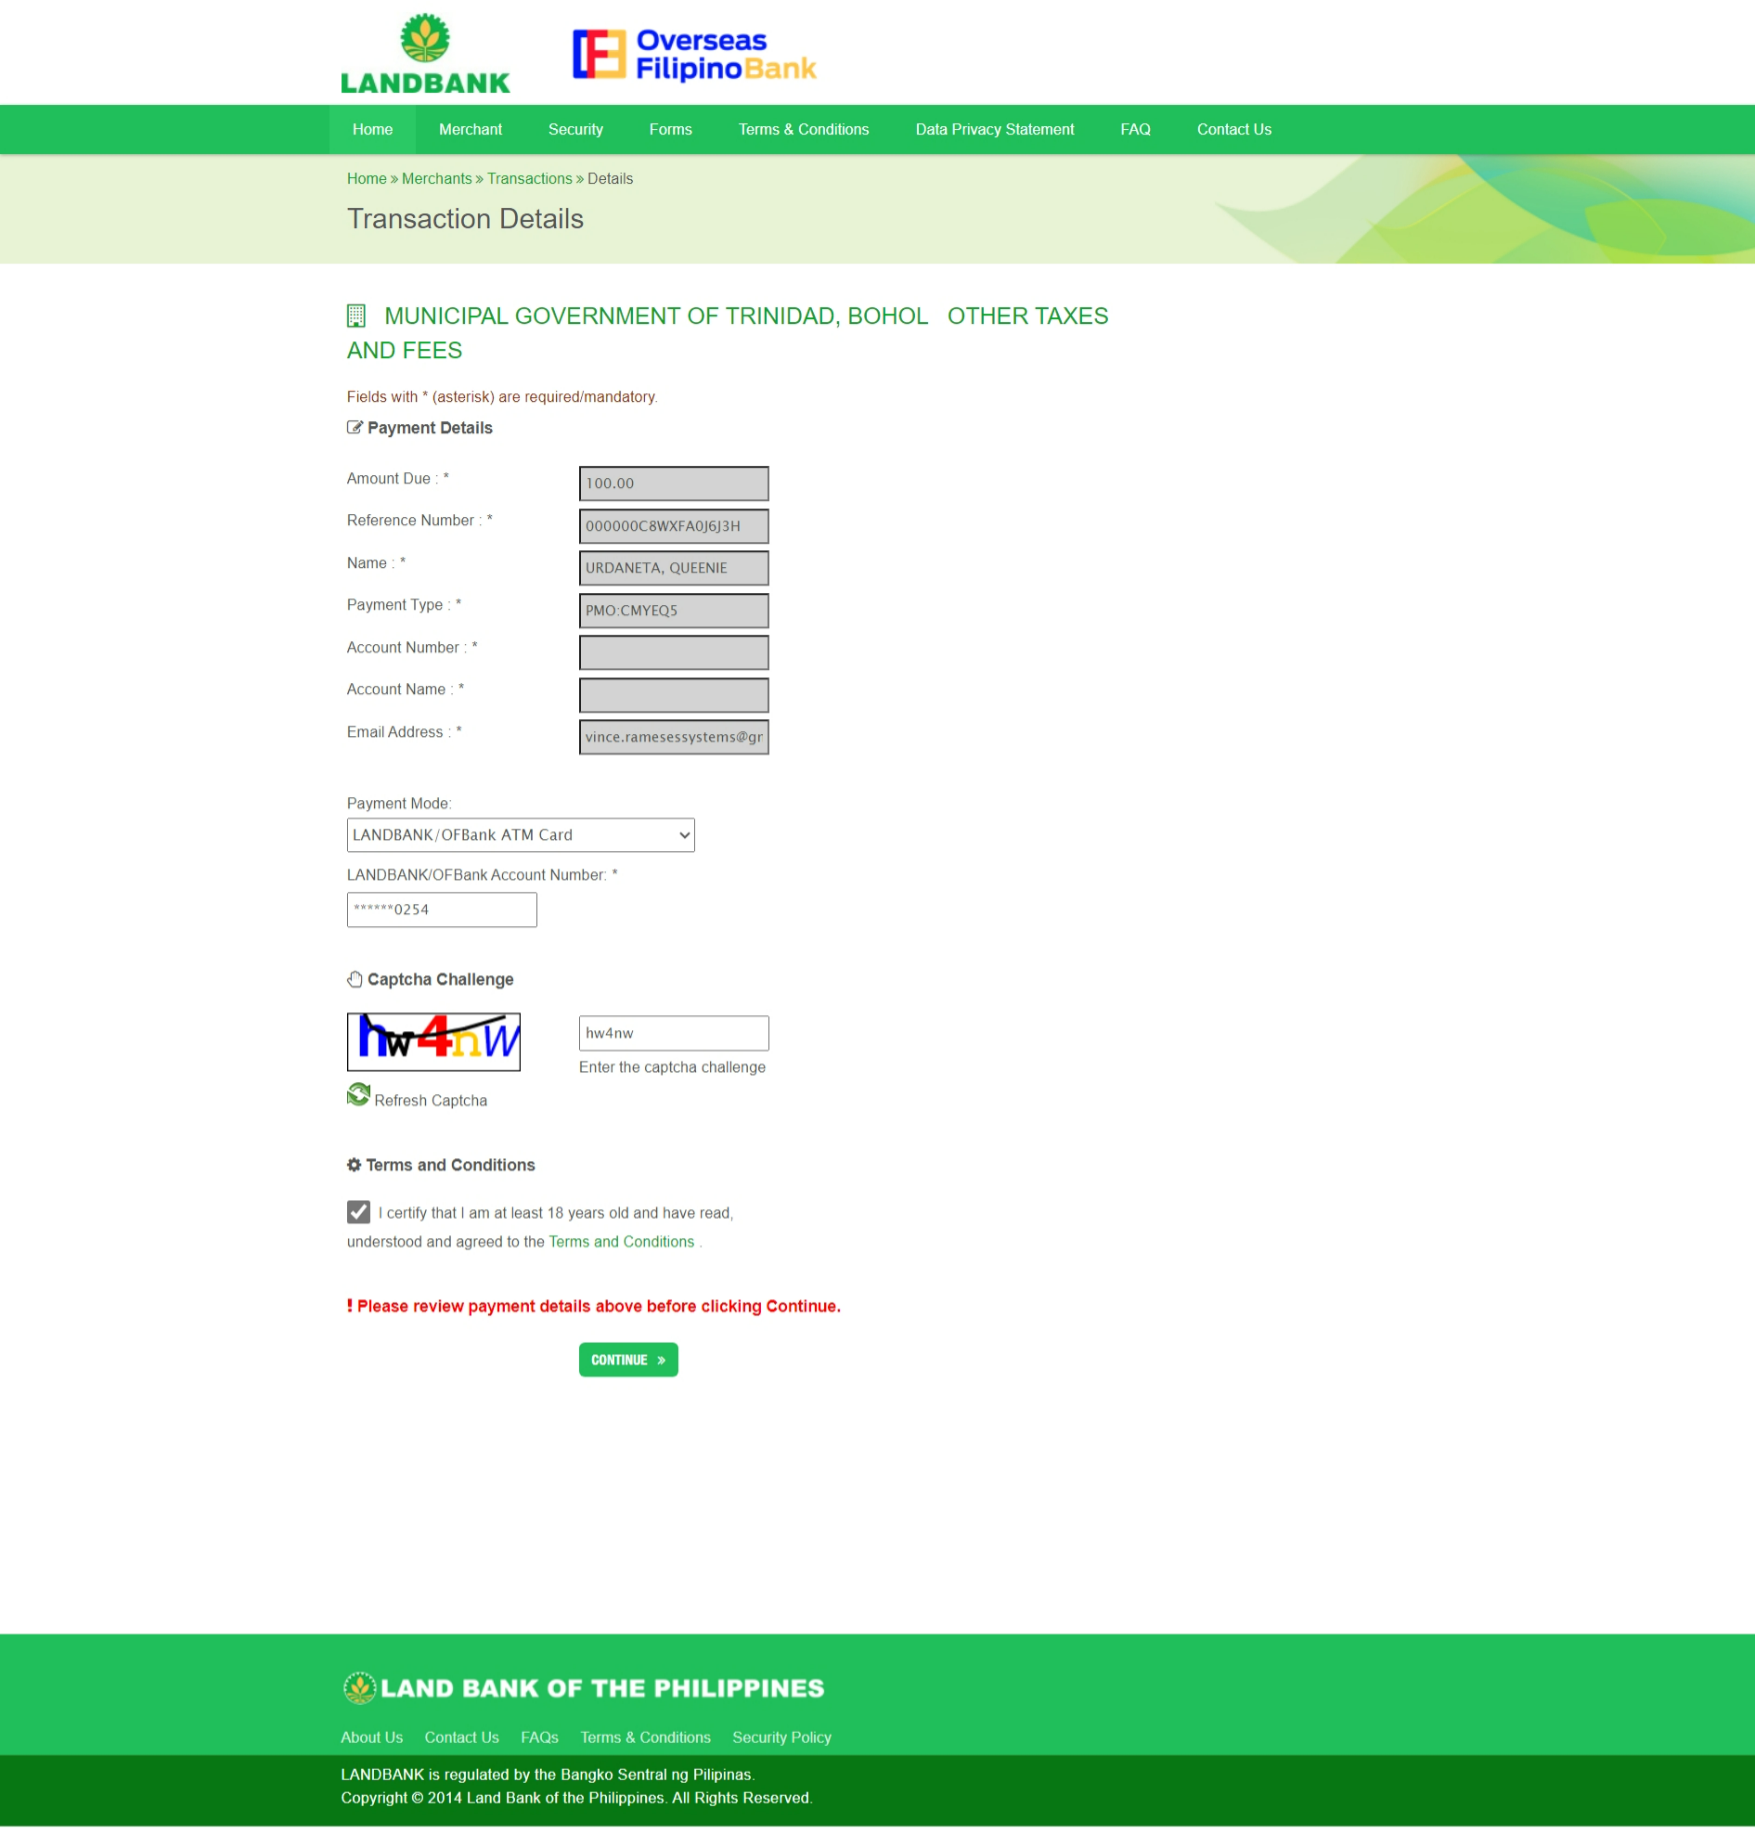 LANDBANK
Overseas
FilipinoBank
Home Merchant Security Forms Terms & Conditions Data Privacy Statement FAQ Contact Us
Home » Merchants » Transactions » Details
Transaction Details
MUNICIPAL GOVERNMENT OF TRINIDAD, BOHOL OTHER TAXES
AND FEES
Fields with * (asterisk) are required/mandatory.
Payment Details
Amount Due : * 100.00
Reference Number : * 000000C8WXFA0J6J3H
Name : * URDANETA, QUEENIE
Payment Type : * PMO:CMYEQ5
Account Number : *
Account Name : *
Email Address : * vince.ramesessystems@gr
Payment Mode:
LANDBANK/OFBank ATM Card
LANDBANK/OFBank Account Number: *
******0254
Captcha Challenge
hw4nw hw4nw
Enter the captcha challenge
Refresh Captcha
Terms and Conditions
I certify that I am at least 18 years old and have read,
understood and agreed to the Terms and Conditions .
! Please review payment details above before clicking Continue.
CONTINUE »
LAND BANK OF THE PHILIPPINES
About Us Contact Us FAQs Terms & Conditions Security Policy
LANDBANK is regulated by the Bangko Sentral ng Pilipinas.
Copyright © 2014 Land Bank of the Philippines. All Rights Reserved.